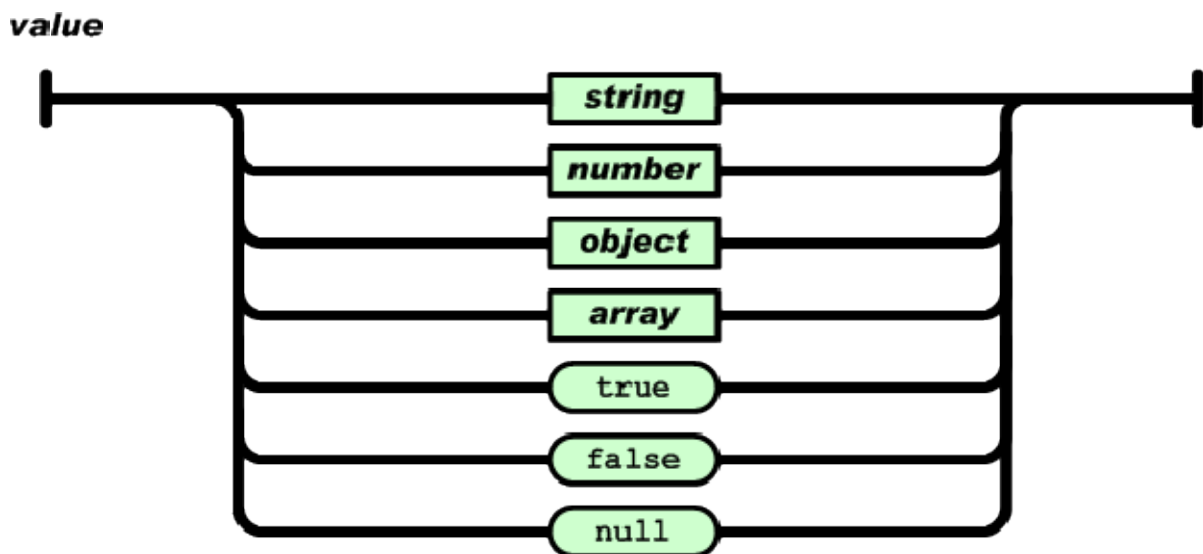 value
string
number
object
array
true
false
null